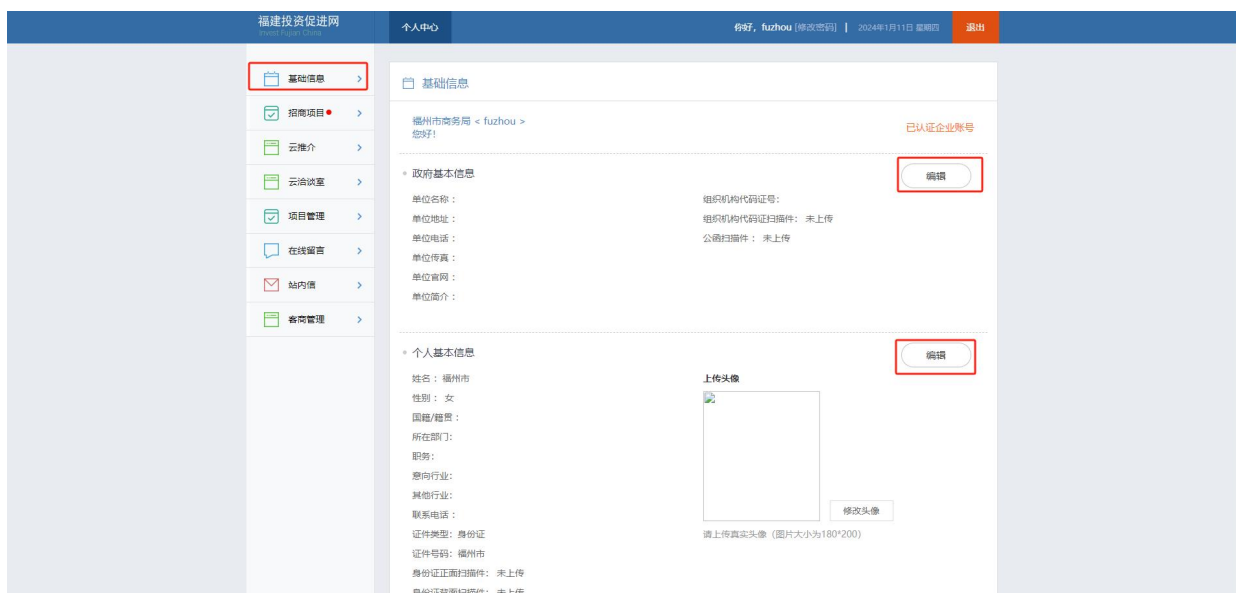 福建投资促进网
Invest Fujian China
个人中心
你好，fuzhou [修改密码] | 2024年1月11日 星期四
退出
基础信息
招商项目
云推介
云洽谈室
项目管理
在线留言
站内信
客商管理
基础信息
福州市商务局 < fuzhou >
您好！
已认证企业账号
政府基本信息
编辑
单位名称：
组织机构代码证号：
单位地址：
组织机构代码证扫描件： 未上传
单位电话：
公函扫描件： 未上传
单位传真：
单位官网：
单位简介：
个人基本信息
编辑
姓名：福州市
上传头像
性别： 女
国籍/籍贯：
所在部门：
职务：
意向行业：
其他行业：
联系电话：
修改头像
证件类型：身份证
请上传真实头像（图片大小为180*200）
证件号码：福州市
身份证正面扫描件： 未上传
身份证背面扫描件： 未上传